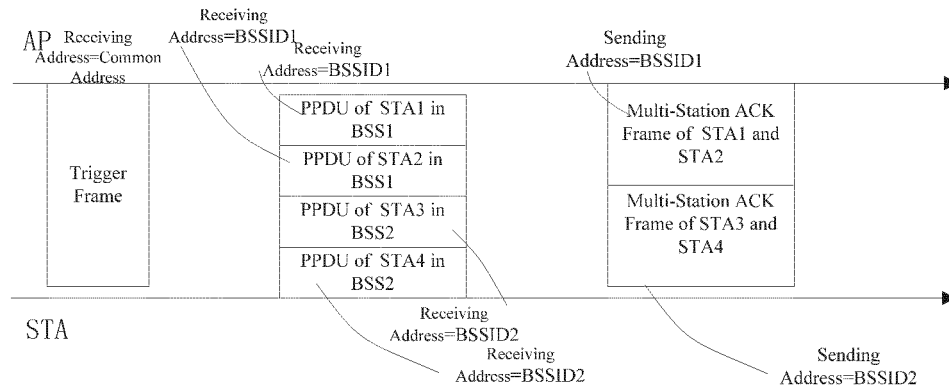 AP
Receiving
Address=Common
Address
Receiving
Address=BSSID1
Receiving
Address=BSSID1
Sending
Address=BSSID1
Trigger
Frame
PPDU of STA1 in
BSS1
PPDU of STA2 in
BSS1
PPDU of STA3 in
BSS2
PPDU of STA4 in
BSS2
Multi-Station ACK
Frame of STA1 and
STA2
Multi-Station ACK
Frame of STA3 and
STA4
STA
Receiving
Address=BSSID2
Receiving
Address=BSSID2
Sending
Address=BSSID2